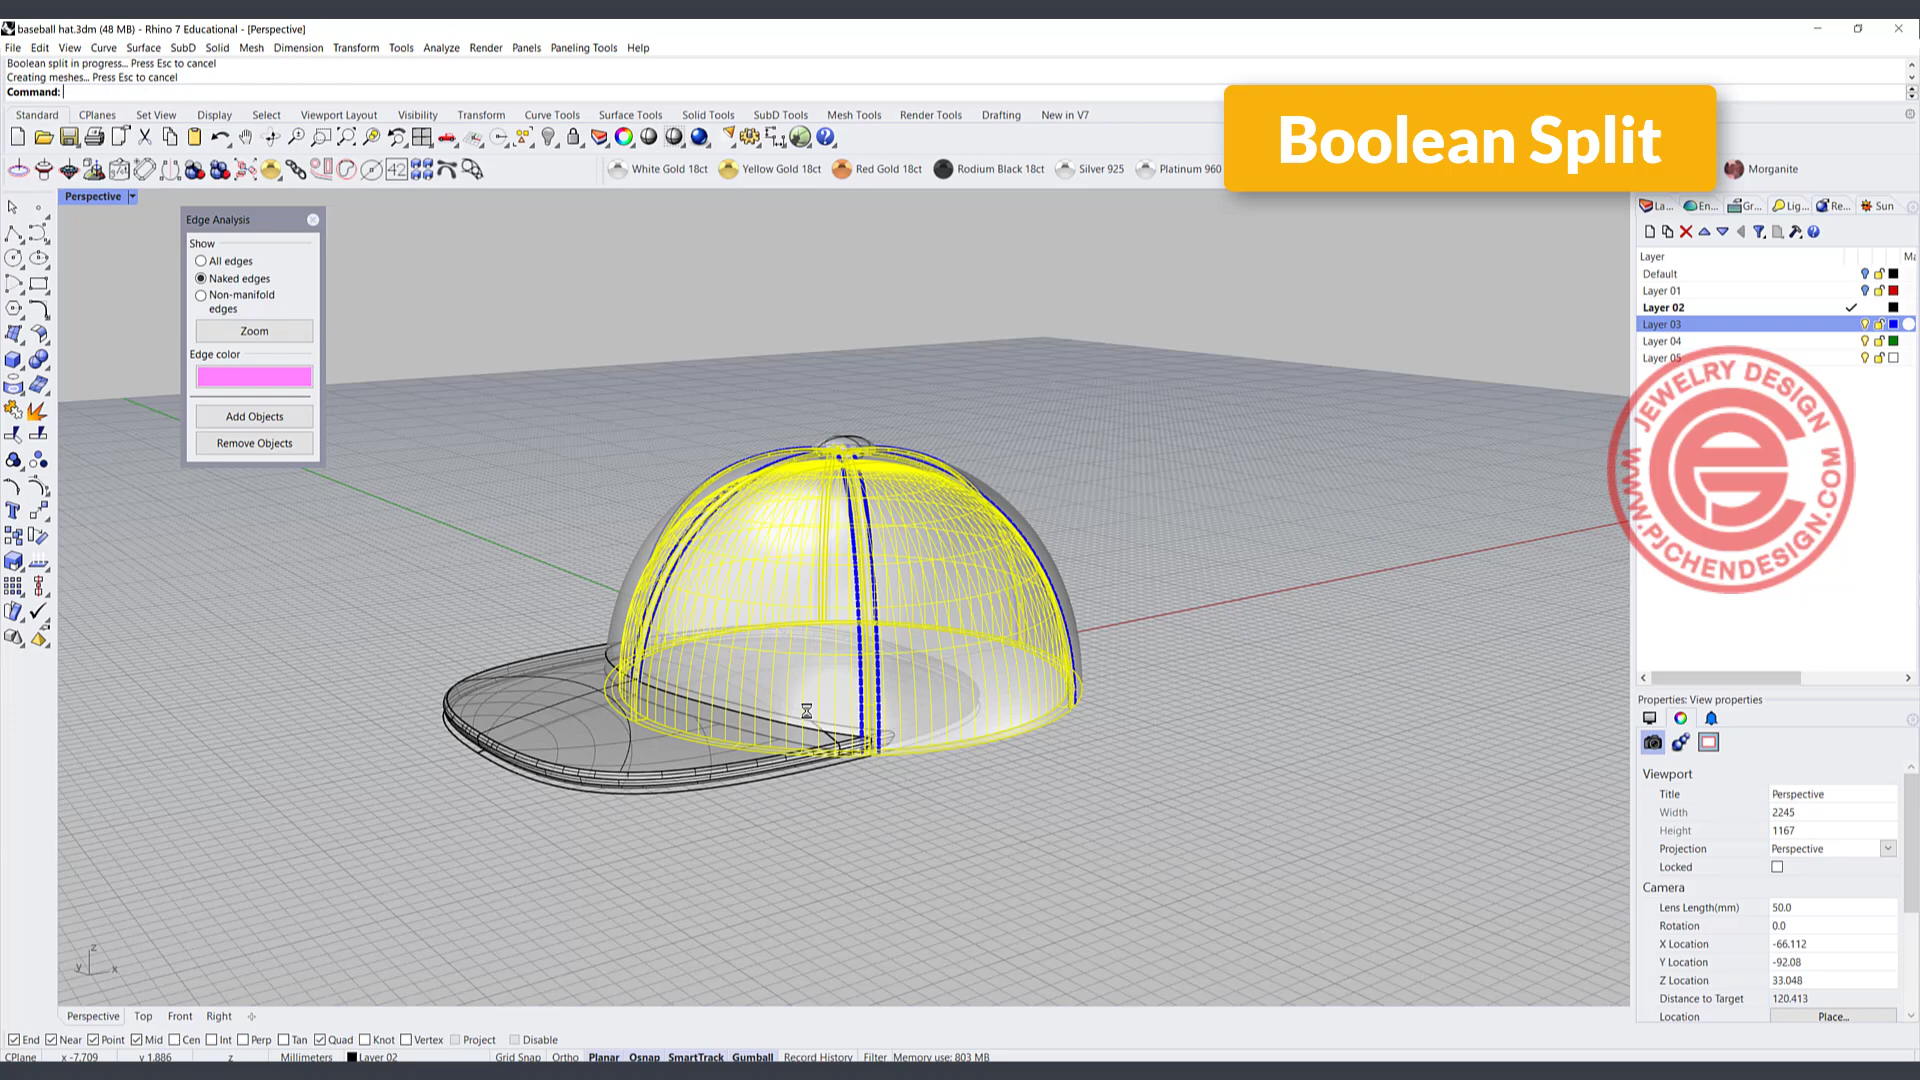 baseball hat.3dm (48 MB) - Rhino 7 Educational - [Perspective]
File Edit View Curve Surface SubD Solid Mesh Dimension Transform Tools Analyze Render Panels Paneling Tools Help
Boolean split in progress... Press Esc to cancel
Creating meshes... Press Esc to cancel
Command:
Boolean Split
Standard CPlanes Set View Display Select Viewport Layout Visibility Transform Curve Tools Surface Tools Solid Tools SubD Tools Mesh Tools Render Tools Drafting New in V7
White Gold 18ct Yellow Gold 18ct Red Gold 18ct Rodium Black 18ct Silver 925 Platinum 960 Morganite
Perspective
La... En... Gr... Lig... Re... Sun
Edge Analysis
Show
All edges
Naked edges
Non-manifold
edges
Zoom
Edge color
Add Objects
Remove Objects
Layer Ma
Default
Layer 01
Layer 02
Layer 03
Layer 04
Layer 05
JEWELRY DESIGN
WWW.PJCHENDESIGN.COM
Properties: View properties
Viewport
Title Perspective
Width 2245
Height 1167
Projection Perspective
Locked
Camera
Lens Length(mm) 50.0
Rotation 0.0
X Location -66.112
Y Location -92.08
Z Location 33.048
Distance to Target 120.413
Location Place...
z
y x
Perspective Top Front Right
End Near Point Mid Cen Int Perp Tan Quad Knot Vertex Project Disable
CPlane x -7.709 y 1.886 z Millimeters Layer 02 Grid Snap Ortho Planar Osnap SmartTrack Gumball Record History Filter Memory use: 803 MB